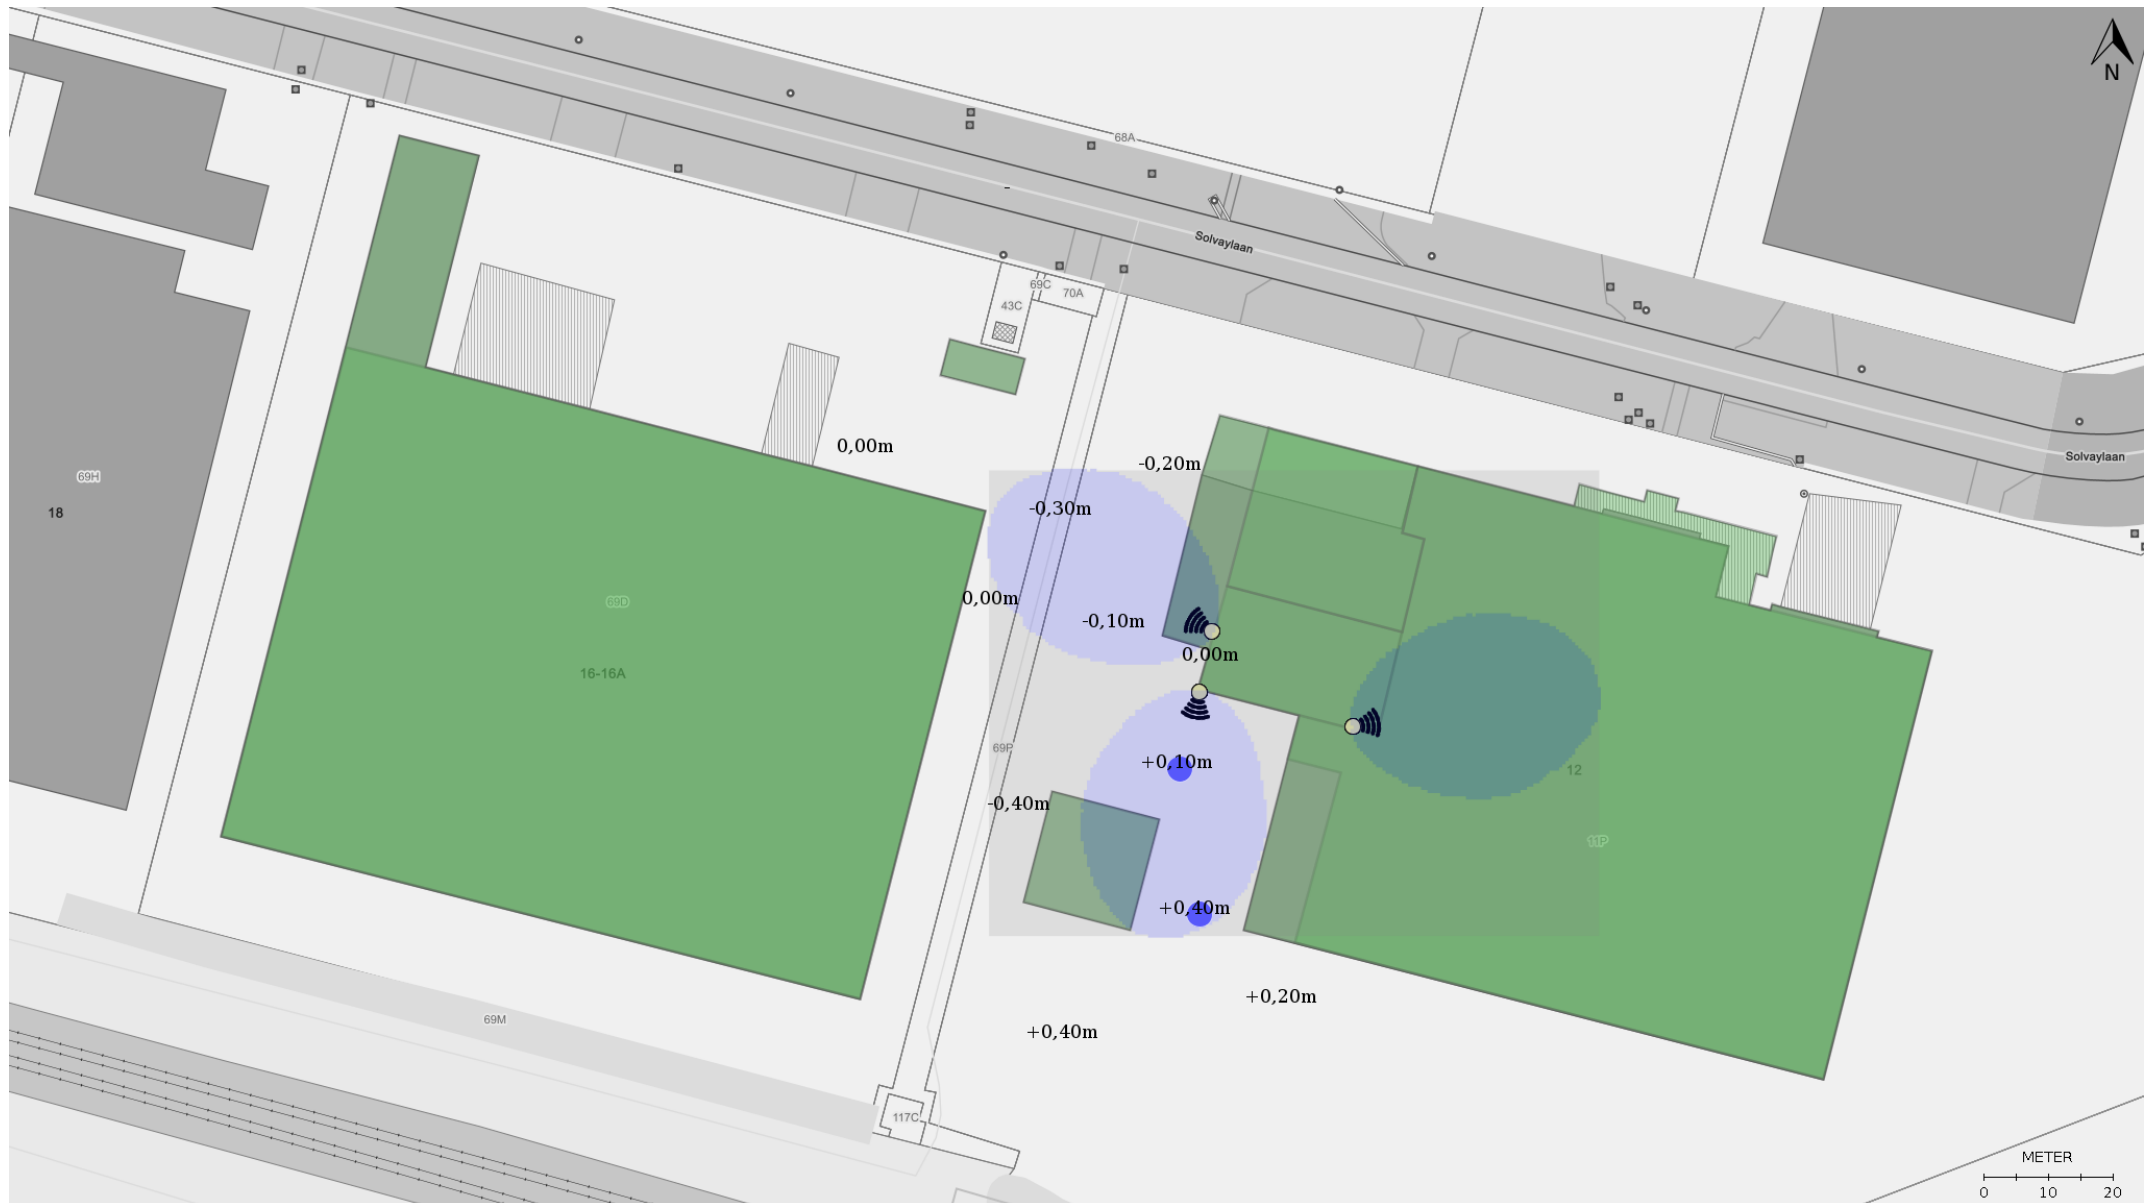 N
68A
Solvaylaan
69C
70A
43C
0,00m
-0,20m
Solvaylaan
69H
18
-0,30m
69D
0,00m
-0,10m
0,00m
16-16A
69P
+0,10m
12
-0,40m
11P
+0,40m
+0,20m
69M
+0,40m
117C
METER
0 10 20